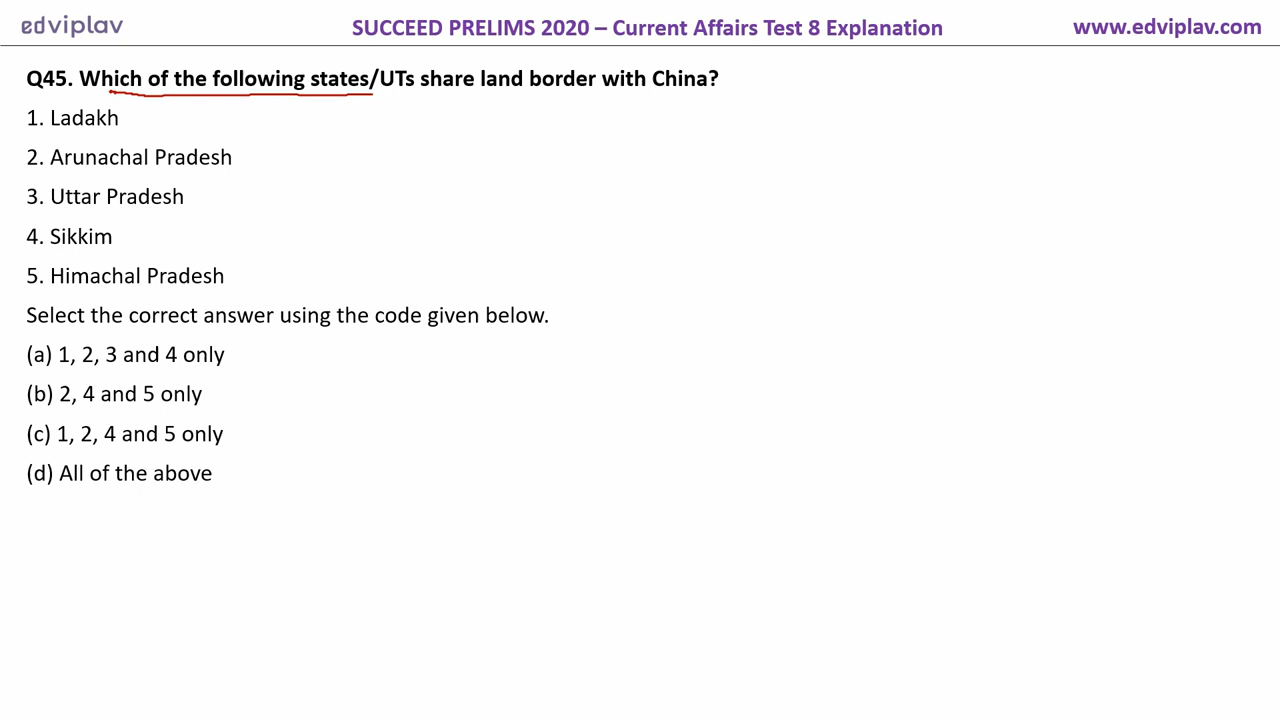 edviplav
SUCCEED PRELIMS 2020 – Current Affairs Test 8 Explanation
www.edviplav.com
Q45. Which of the following states/UTs share land border with China?
1. Ladakh
2. Arunachal Pradesh
3. Uttar Pradesh
4. Sikkim
5. Himachal Pradesh
Select the correct answer using the code given below.
(a) 1, 2, 3 and 4 only
(b) 2, 4 and 5 only
(c) 1, 2, 4 and 5 only
(d) All of the above